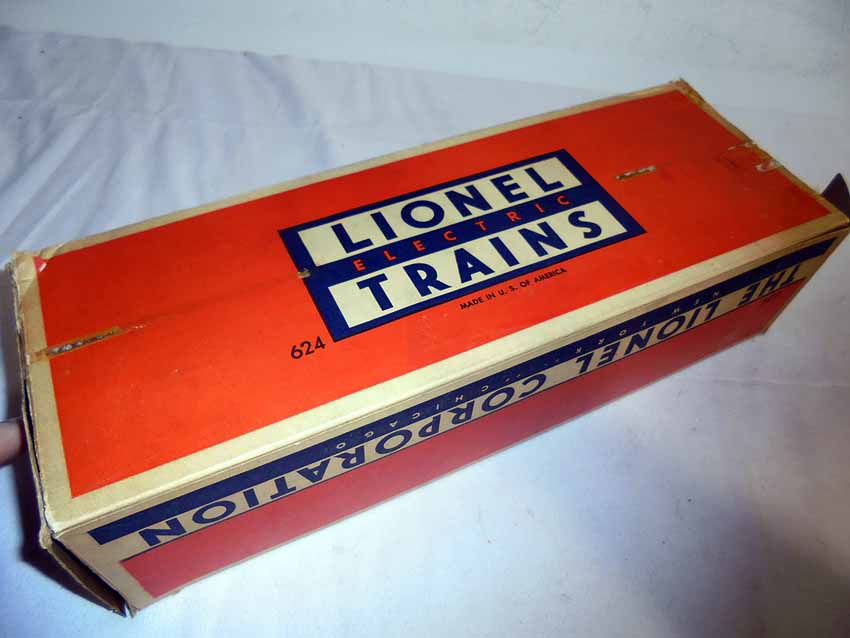 LIONEL
ELECTRIC
TRAINS
MADE IN U. S. OF AMERICA
624
THE LIONEL CORPORATION
NEW YORK CHICAGO